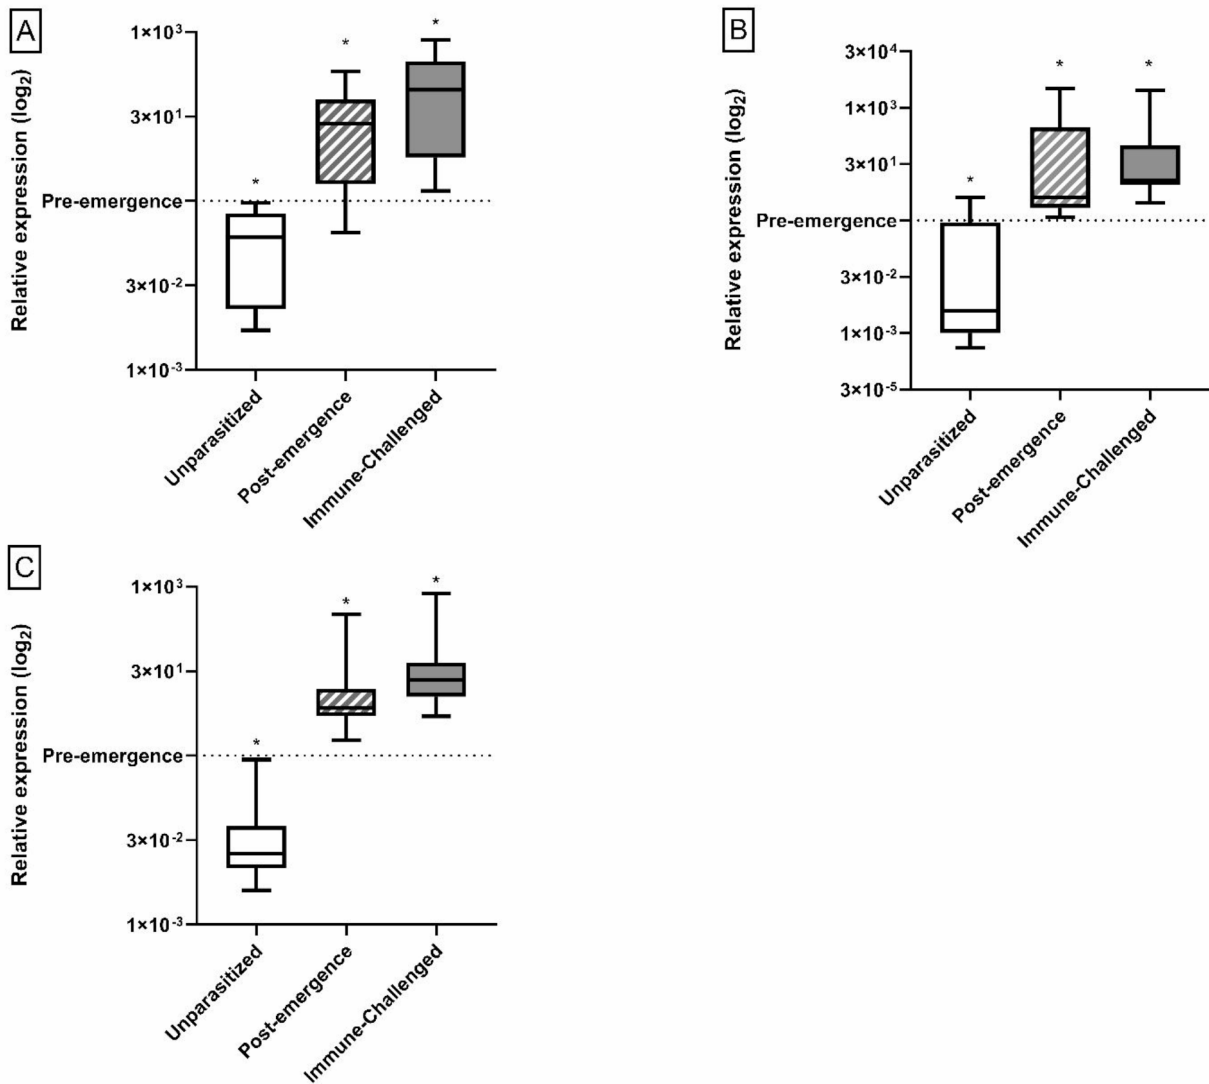 A
Relative expression (log₂)
1×10³
3×10¹
Pre-emergence
3×10⁻²
1×10⁻³
*
*
*
Unparasitized
Post-emergence
Immune-Challenged
B
Relative expression (log₂)
3×10⁴
1×10³
3×10¹
Pre-emergence
3×10⁻²
1×10⁻³
3×10⁻⁵
*
*
*
Unparasitized
Post-emergence
Immune-Challenged
C
Relative expression (log₂)
1×10³
3×10¹
Pre-emergence
3×10⁻²
1×10⁻³
*
*
*
Unparasitized
Post-emergence
Immune-Challenged